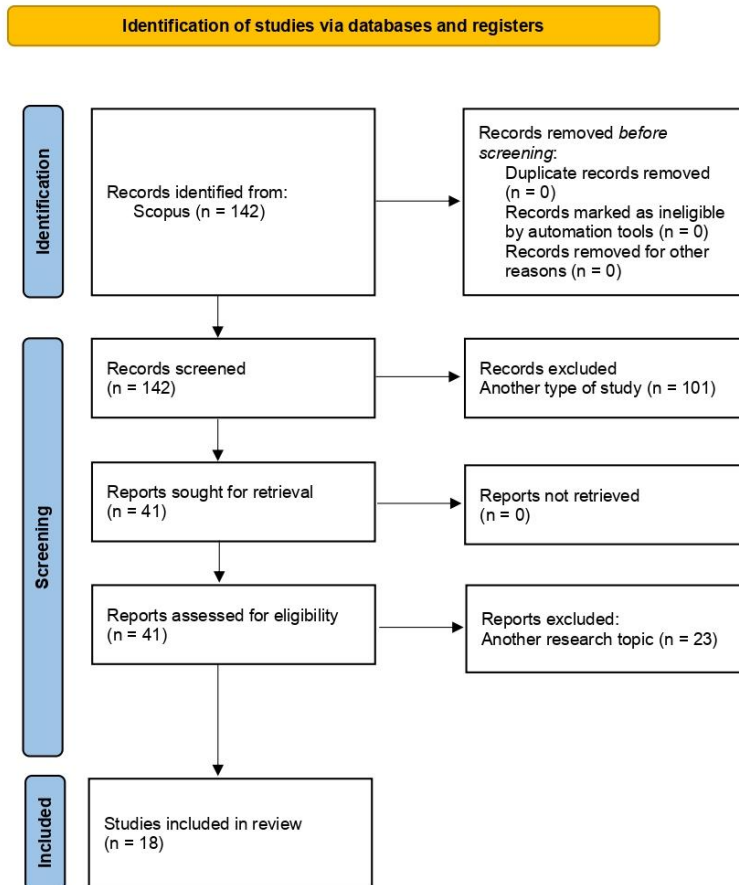 Identification of studies via databases and registers
Identification
Records identified from:
Scopus (n = 142)
Records removed before
screening:
Duplicate records removed
(n = 0)
Records marked as ineligible
by automation tools (n = 0)
Records removed for other
reasons (n = 0)
Screening
Records screened
(n = 142)
Records excluded
Another type of study (n = 101)
Reports sought for retrieval
(n = 41)
Reports not retrieved
(n = 0)
Reports assessed for eligibility
(n = 41)
Reports excluded:
Another research topic (n = 23)
Included
Studies included in review
(n = 18)